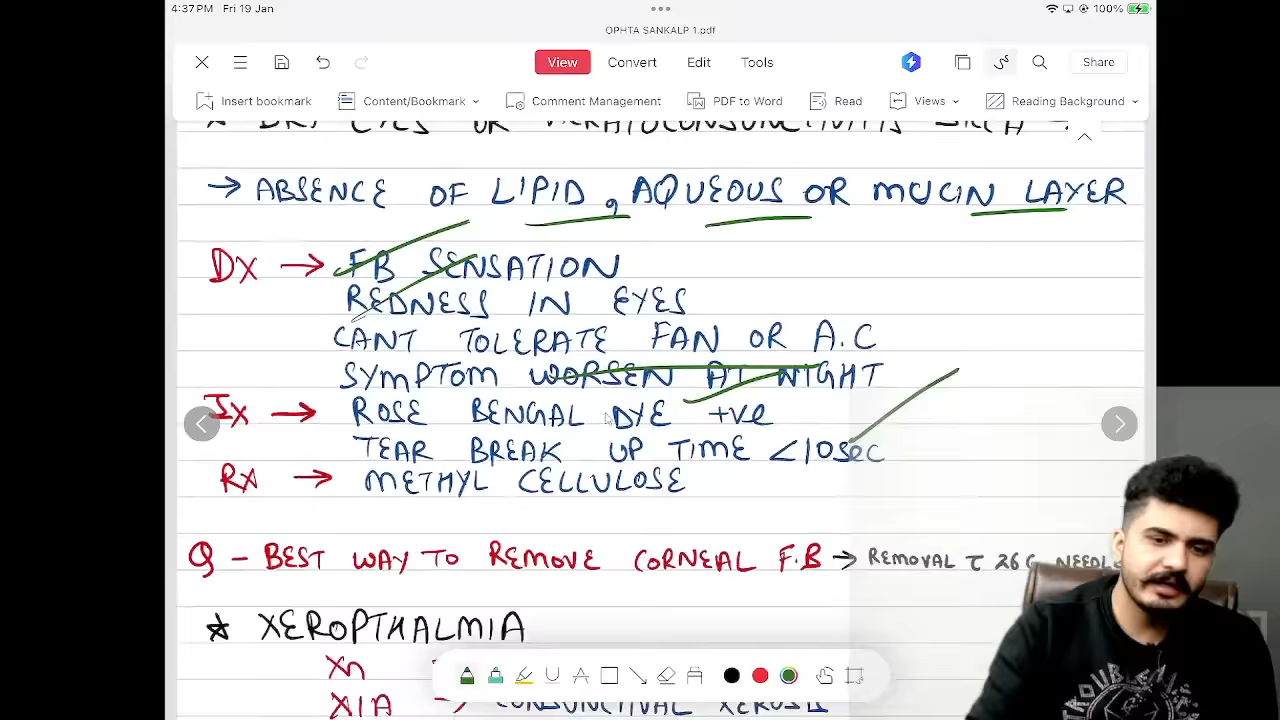 4:37 PM Fri 19 Jan
100%
OPHTA SANKALP 1.pdf
View Convert Edit Tools Share
Insert bookmark Content/Bookmark Comment Management PDF to Word Read Views Reading Background
→ ABSENCE OF LIPID, AQUEOUS OR MUCIN LAYER
DX → FB SENSATION
REDNESS IN EYES
CANT TOLERATE FAN OR A.C
SYMPTOM WORSEN AT NIGHT
IX → ROSE BENGAL DYE +ve
TEAR BREAK UP TIME <10sec
RX → METHYL CELLULOSE
Q - BEST WAY TO REMOVE CORNEAL F.B → REMOVAL
★ XEROPTHALMIA
Xn
XIA → CONJUNCTIVAL XEROSIS